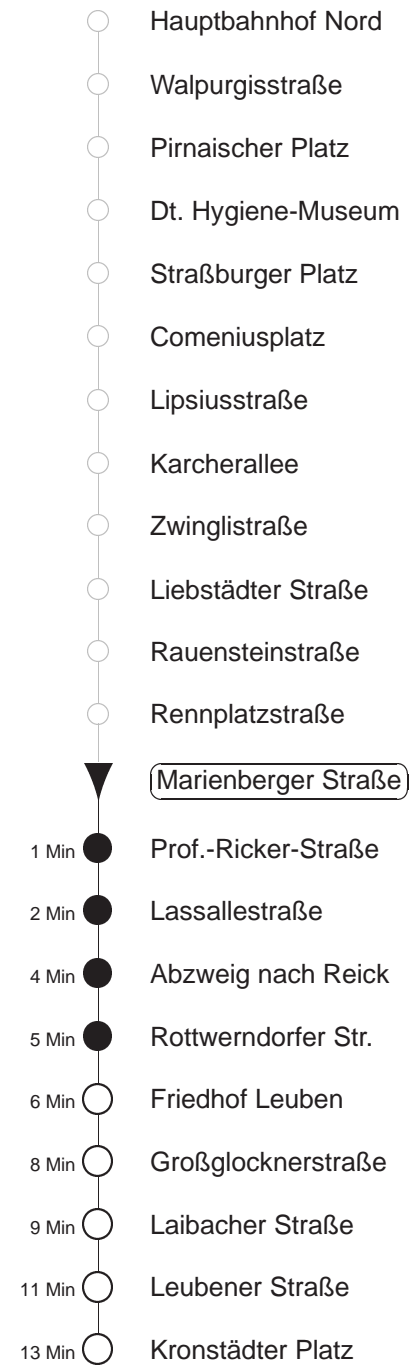 Hauptbahnhof Nord
Walpurgisstraße
Pirnaischer Platz
Dt. Hygiene-Museum
Straßburger Platz
Comeniusplatz
Lipsiusstraße
Karcherallee
Zwinglistraße
Liebstädter Straße
Rauensteinstraße
Rennplatzstraße
Marienberger Straße
1 Min Prof.-Ricker-Straße
2 Min Lassallestraße
4 Min Abzweig nach Reick
5 Min Rottwerndorfer Str.
6 Min Friedhof Leuben
8 Min Großglocknerstraße
9 Min Laibacher Straße
11 Min Leubener Straße
13 Min Kronstädter Platz